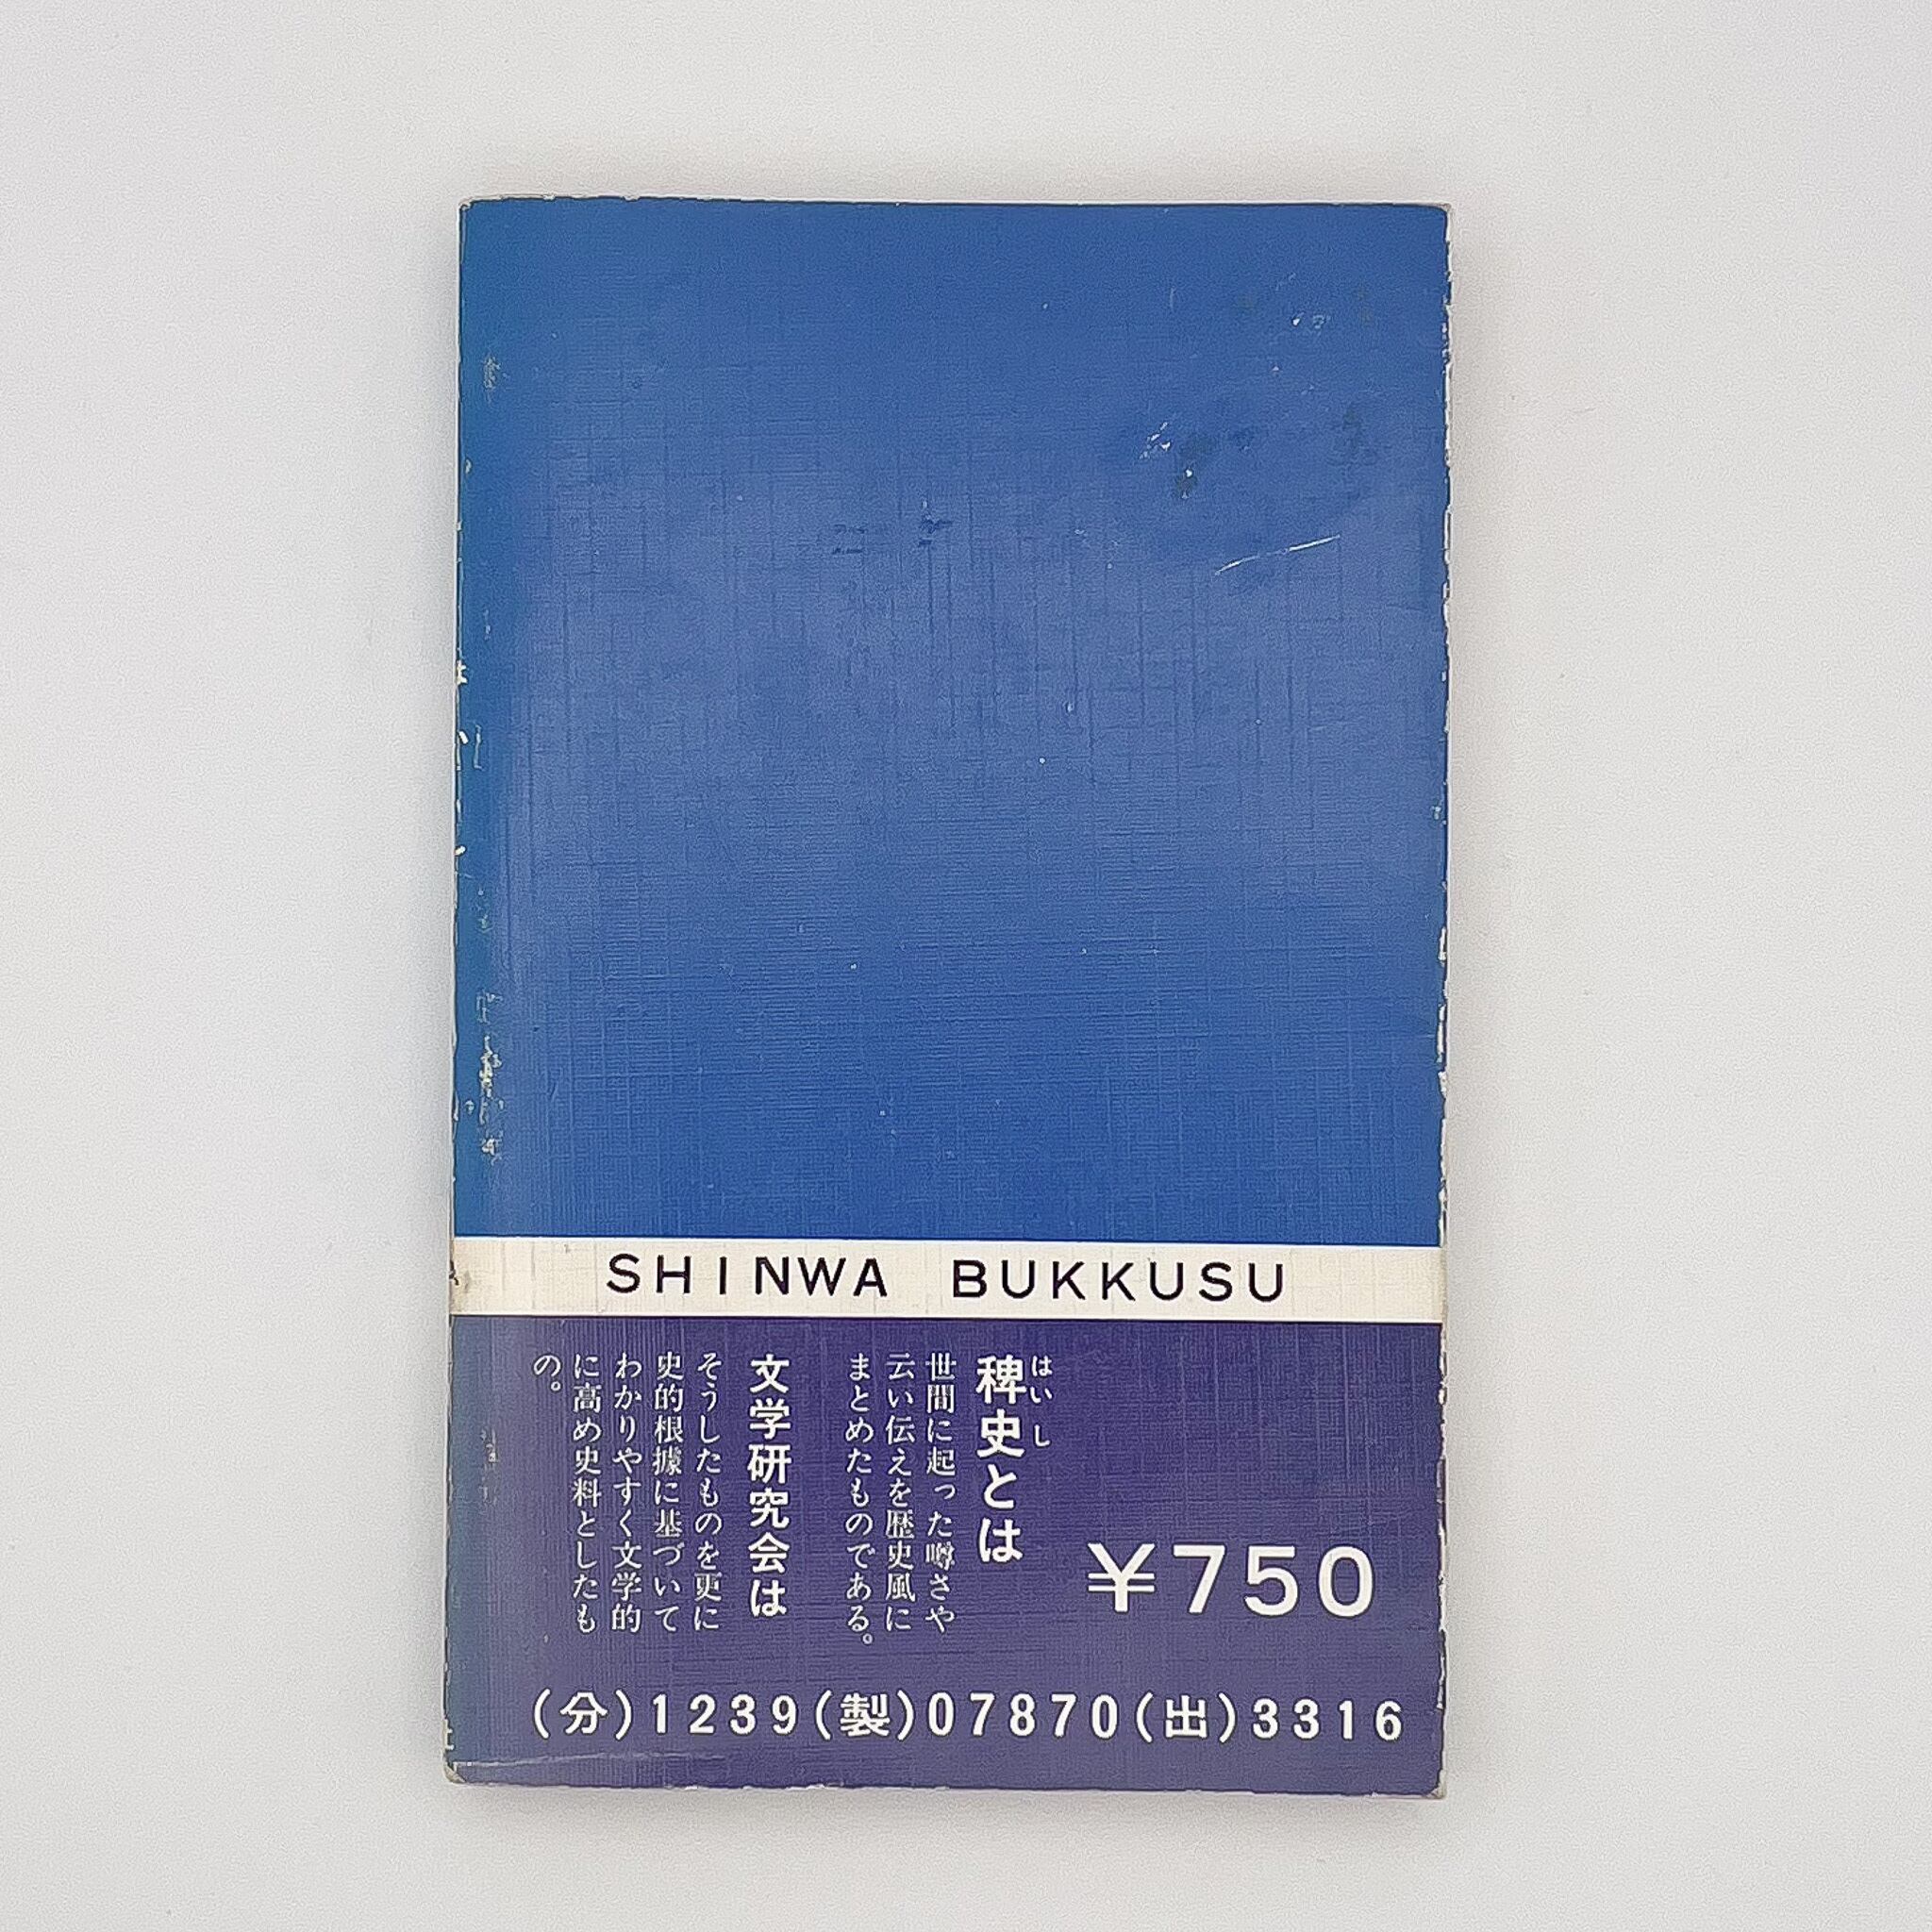 SHINWA BUKKUSU
¥750
はいし
稗史とは
世間に起った噂さや
云い伝えを歴史風に
まとめたものである。
文学研究会は
そうしたものを更に
史的根據に基づいて
わかりやすく文学的
に高め史料としたも
の。
(分)1239(製)07870(出)3316